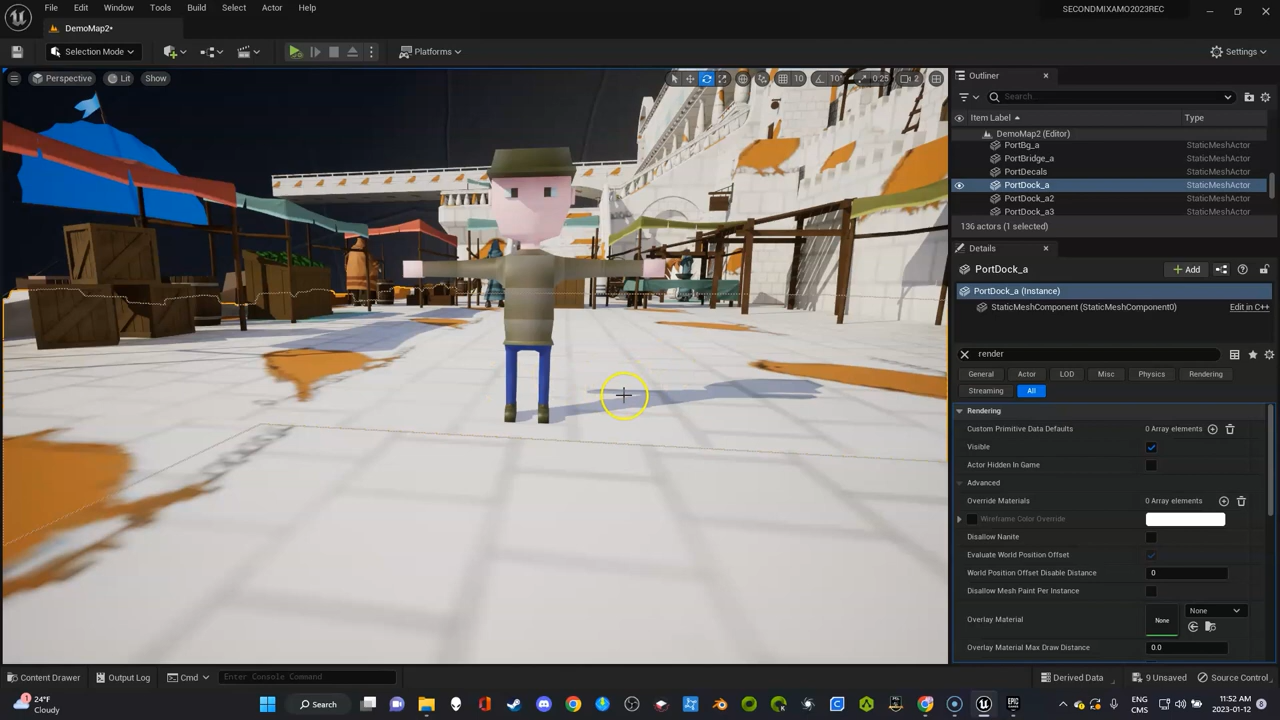 File Edit Window Tools Build Select Actor Help
SECONDMIXAMO2023REC
DemoMap2*
Selection Mode
Platforms
Settings
Perspective Lit Show
10 10° 0.25 2
Outliner
Search...
Item Label Type
DemoMap2 (Editor)
PortBg_a StaticMeshActor
PortBridge_a StaticMeshActor
PortDecals StaticMeshActor
PortDock_a StaticMeshActor
PortDock_a2 StaticMeshActor
PortDock_a3 StaticMeshActor
136 actors (1 selected)
Details
PortDock_a
Add
PortDock_a (Instance)
StaticMeshComponent (StaticMeshComponent0) Edit in C++
render
General Actor LOD Misc Physics Rendering
Streaming All
Rendering
Custom Primitive Data Defaults 0 Array elements
Visible
Actor Hidden In Game
Advanced
Override Materials 0 Array elements
Wireframe Color Override
Disallow Nanite
Evaluate World Position Offset
World Position Offset Disable Distance 0
Disallow Mesh Paint Per Instance
Overlay Material None None
Overlay Material Max Draw Distance 0.0
Content Drawer Output Log Cmd Enter Console Command
Derived Data 9 Unsaved Source Control
24°F
Cloudy
Search
ENG
CMS
11:52 AM
2023-01-12